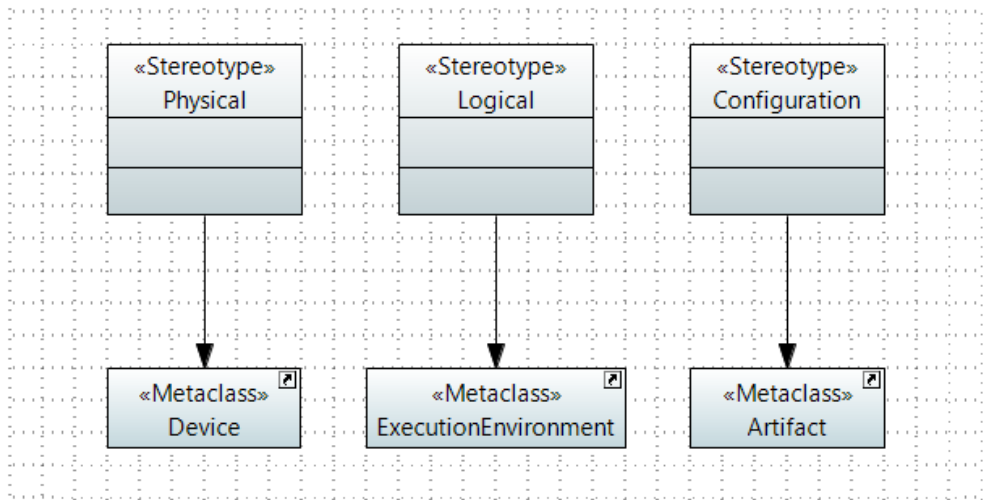 «Stereotype»
Physical
«Stereotype»
Logical
«Stereotype»
Configuration
«Metaclass»
Device
«Metaclass»
ExecutionEnvironment
«Metaclass»
Artifact